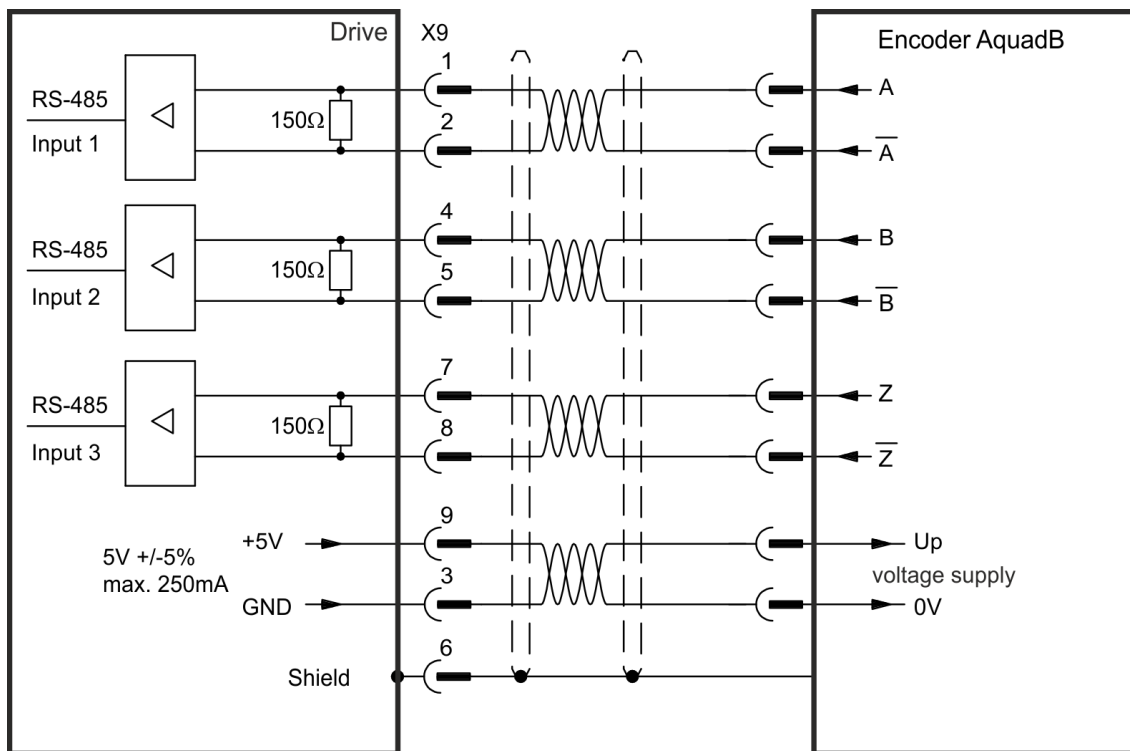 Drive
X9
Encoder AquadB
1
RS-485
150Ω
A
2
Input 1
A̅
4
RS-485
150Ω
B
5
Input 2
B̅
7
RS-485
150Ω
Z
8
Input 3
Z̅
9
+5V
Up
5V +/-5%
max. 250mA
voltage supply
3
GND
0V
6
Shield